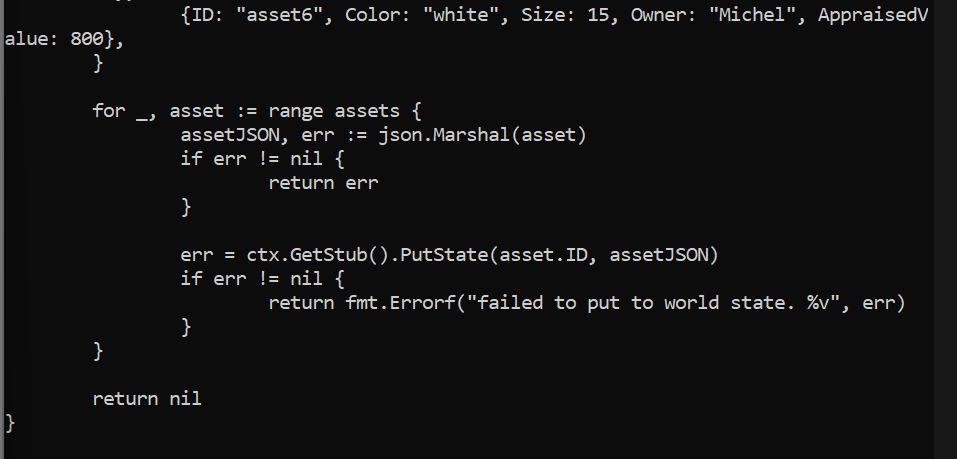 {ID: "asset6", Color: "white", Size: 15, Owner: "Michel", AppraisedV
alue: 800},
}
for _, asset := range assets {
assetJSON, err := json.Marshal(asset)
if err != nil {
return err
}
err = ctx.GetStub().PutState(asset.ID, assetJSON)
if err != nil {
return fmt.Errorf("failed to put to world state. %v", err)
}
}
return nil
}